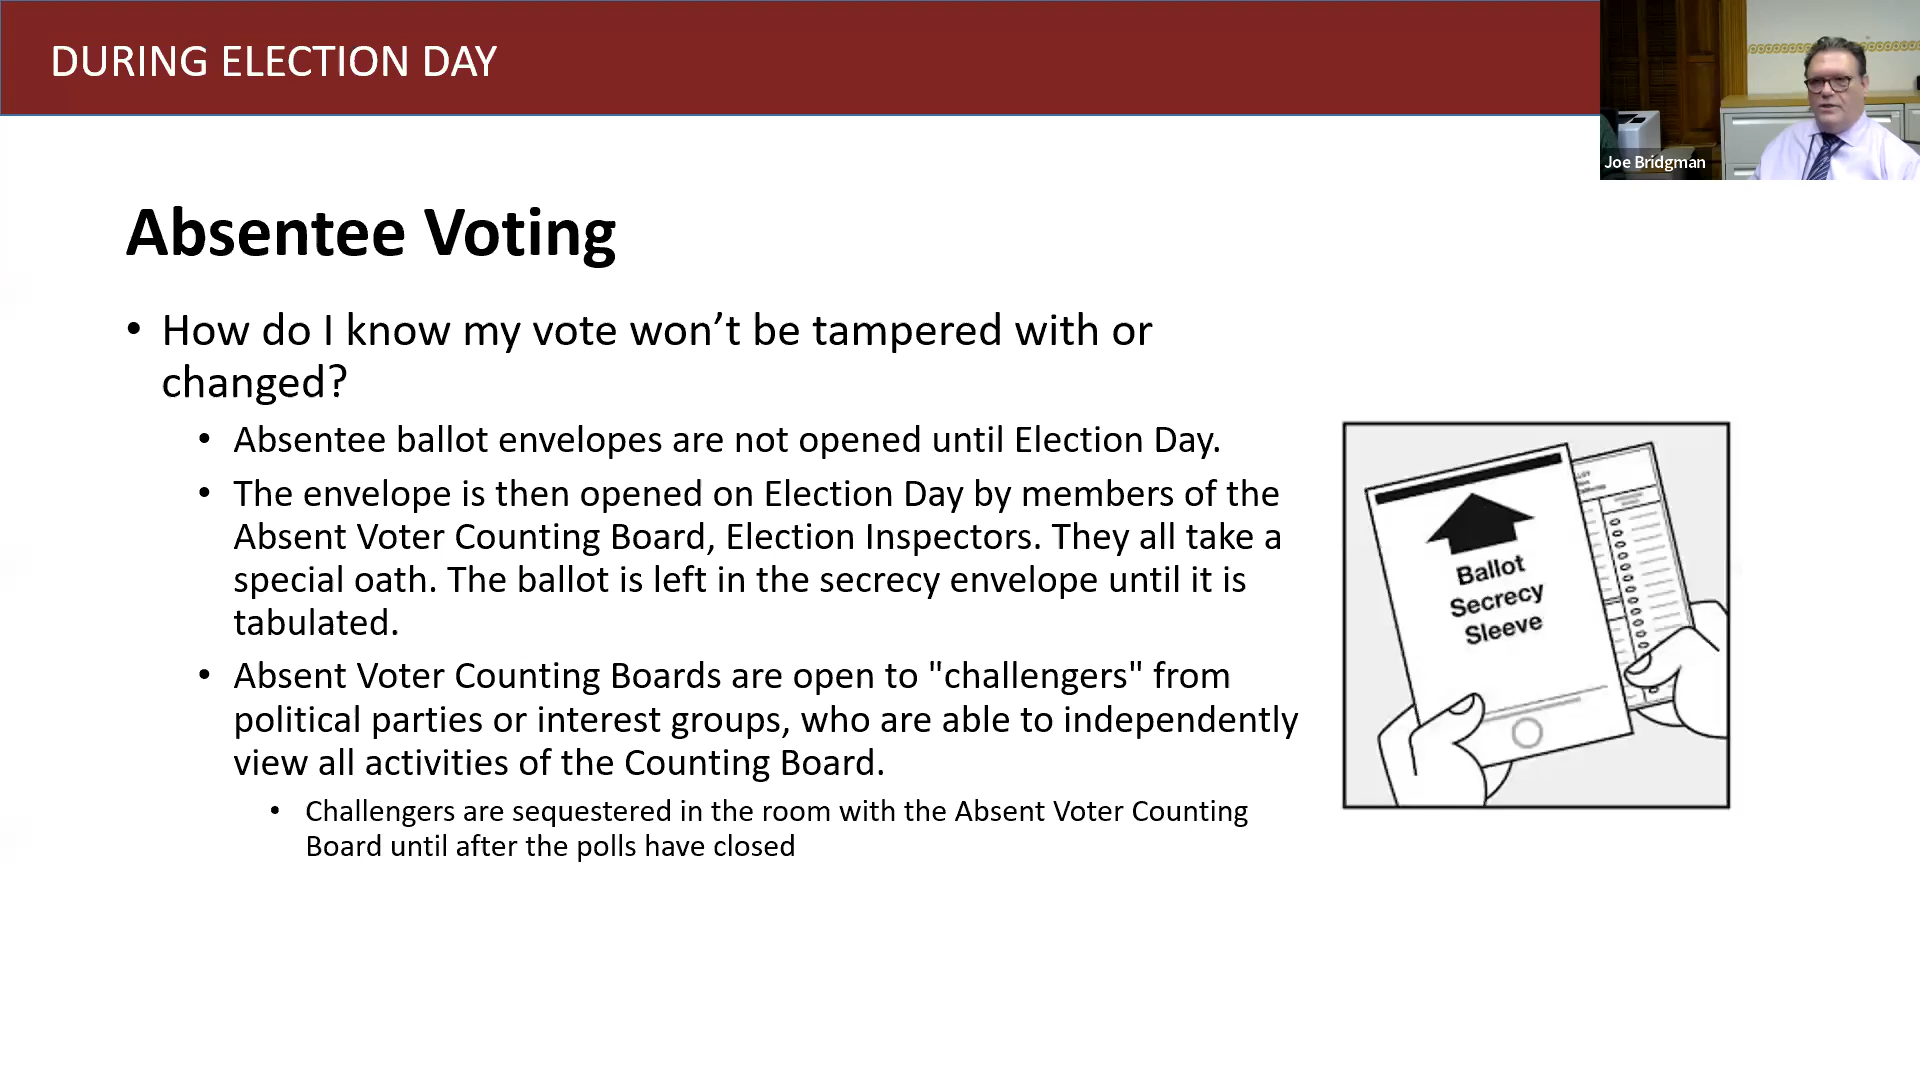 DURING ELECTION DAY
Joe Bridgman
Absentee Voting
• How do I know my vote won’t be tampered with or
changed?
• Absentee ballot envelopes are not opened until Election Day.
• The envelope is then opened on Election Day by members of the
Absent Voter Counting Board, Election Inspectors. They all take a
special oath. The ballot is left in the secrecy envelope until it is
tabulated.
• Absent Voter Counting Boards are open to "challengers" from
political parties or interest groups, who are able to independently
view all activities of the Counting Board.
• Challengers are sequestered in the room with the Absent Voter Counting
Board until after the polls have closed
Ballot
Secrecy
Sleeve